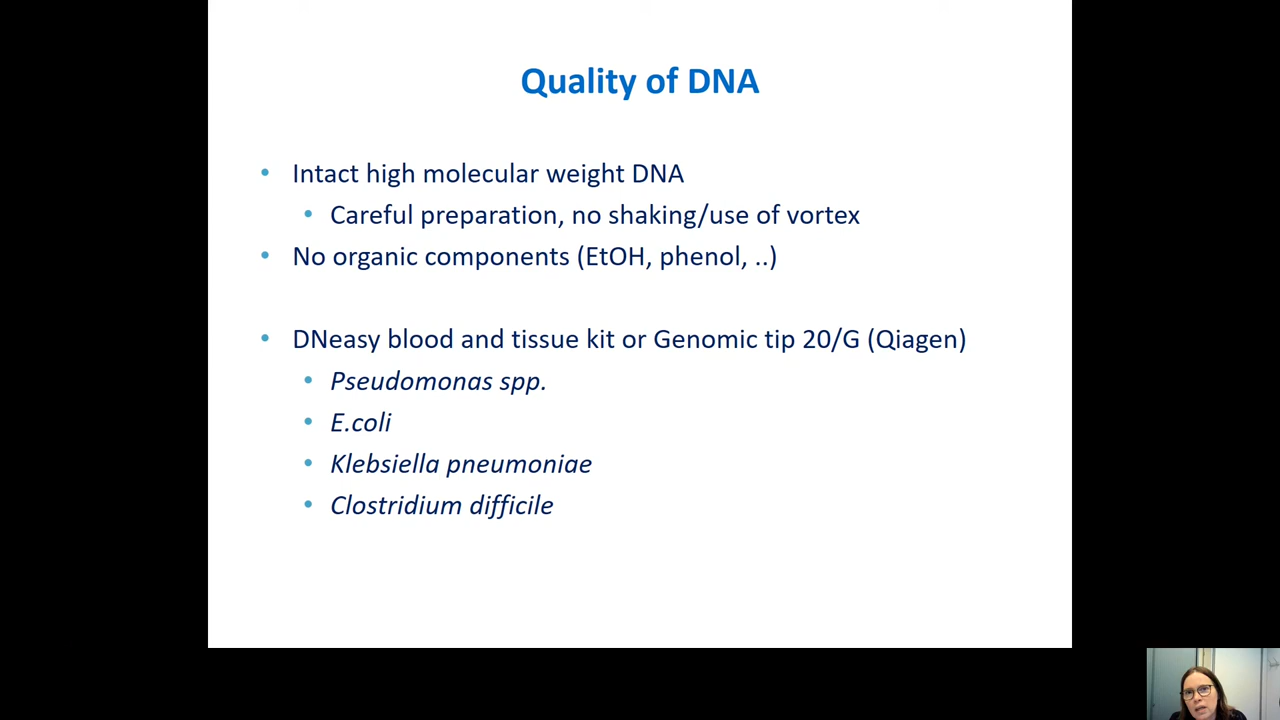 Quality of DNA
• Intact high molecular weight DNA
• Careful preparation, no shaking/use of vortex
• No organic components (EtOH, phenol, ..)
• DNeasy blood and tissue kit or Genomic tip 20/G (Qiagen)
• Pseudomonas spp.
• E.coli
• Klebsiella pneumoniae
• Clostridium difficile